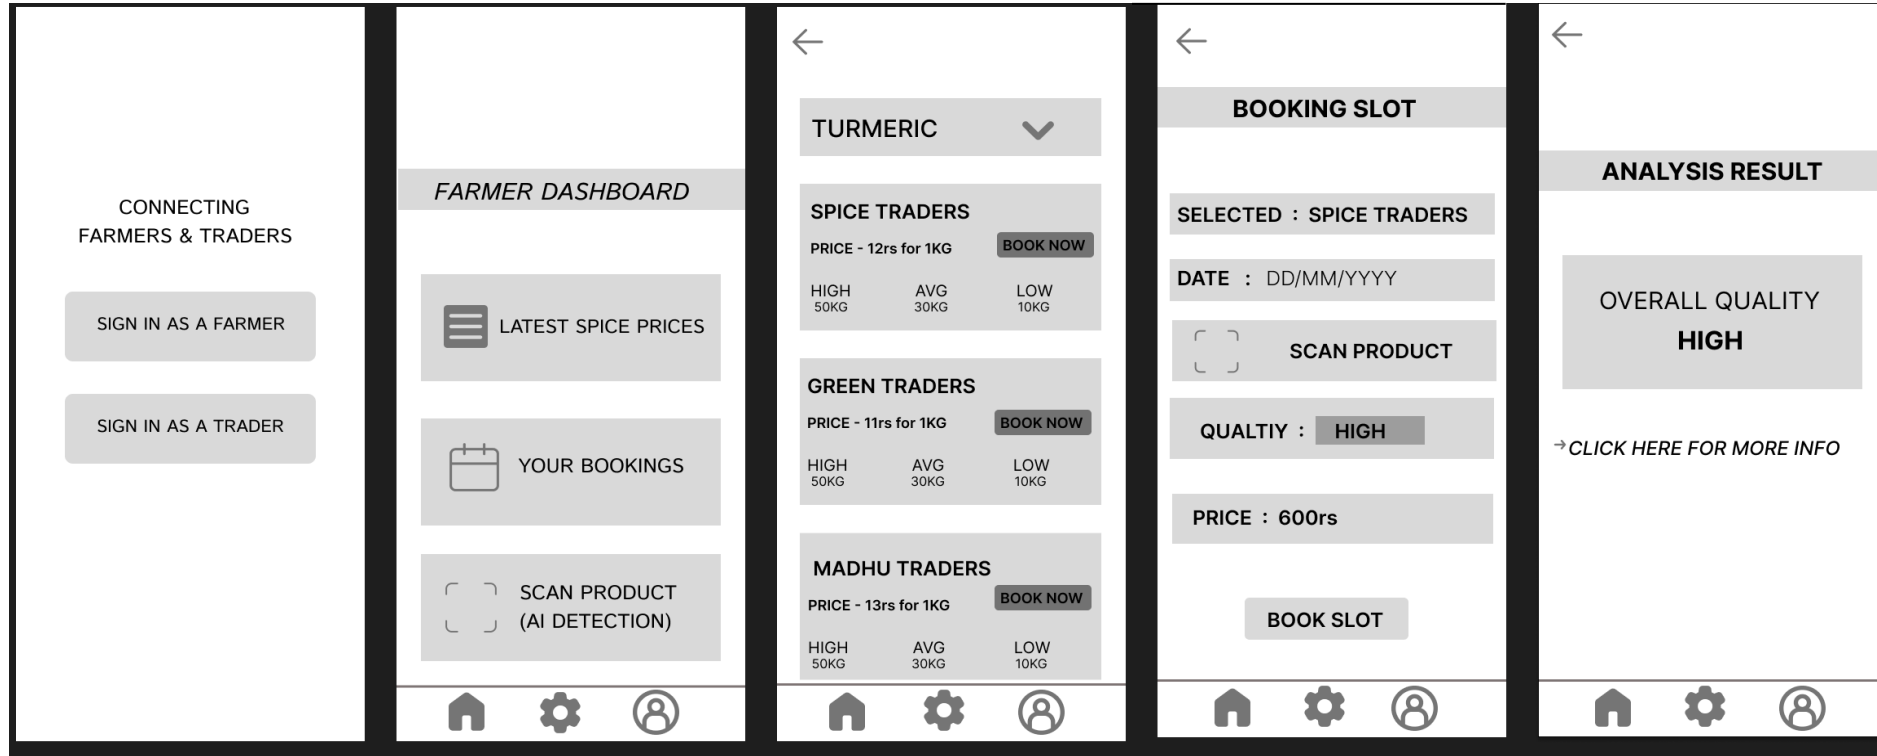 CONNECTING
FARMERS & TRADERS
SIGN IN AS A FARMER
SIGN IN AS A TRADER
FARMER DASHBOARD
LATEST SPICE PRICES
YOUR BOOKINGS
SCAN PRODUCT
(AI DETECTION)
TURMERIC
SPICE TRADERS
PRICE - 12rs for 1KG
BOOK NOW
HIGH AVG LOW
50KG 30KG 10KG
GREEN TRADERS
PRICE - 11rs for 1KG
BOOK NOW
HIGH AVG LOW
50KG 30KG 10KG
MADHU TRADERS
PRICE - 13rs for 1KG
BOOK NOW
HIGH AVG LOW
50KG 30KG 10KG
BOOKING SLOT
SELECTED : SPICE TRADERS
DATE : DD/MM/YYYY
SCAN PRODUCT
QUALTIY : HIGH
PRICE : 600rs
BOOK SLOT
ANALYSIS RESULT
OVERALL QUALITY
HIGH
→CLICK HERE FOR MORE INFO